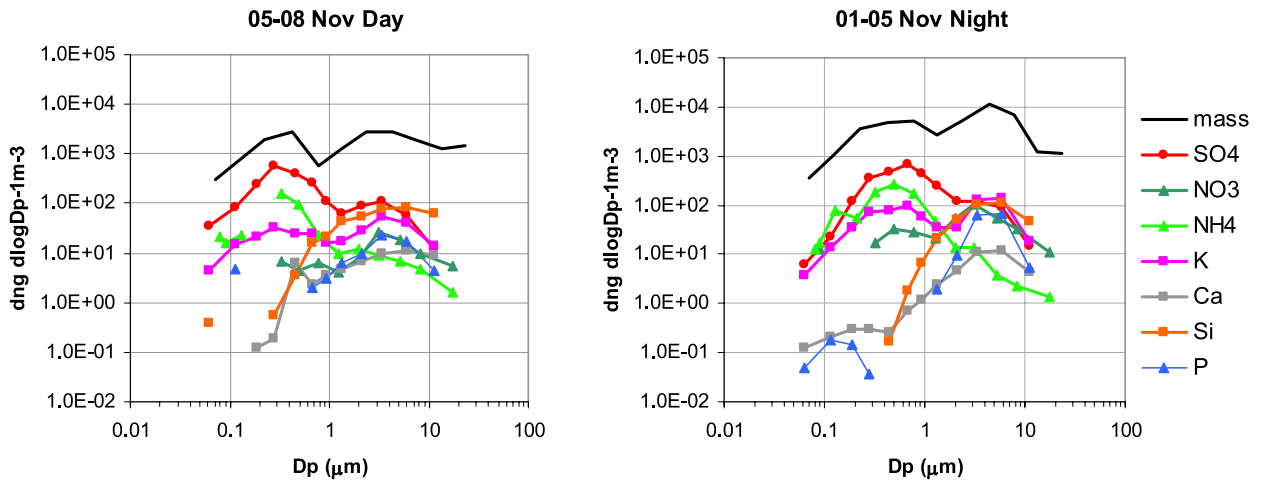 05-08 Nov Day
1.0E+05
1.0E+04
1.0E+03
1.0E+02
1.0E+01
1.0E+00
1.0E-01
1.0E-02
dng dlogDp-1m-3
0.01 0.1 1 10 100
Dp (μm)
01-05 Nov Night
1.0E+05
1.0E+04
1.0E+03
1.0E+02
1.0E+01
1.0E+00
1.0E-01
1.0E-02
dng dlogDp-1m-3
0.01 0.1 1 10 100
Dp (μm)
mass
SO4
NO3
NH4
K
Ca
Si
P